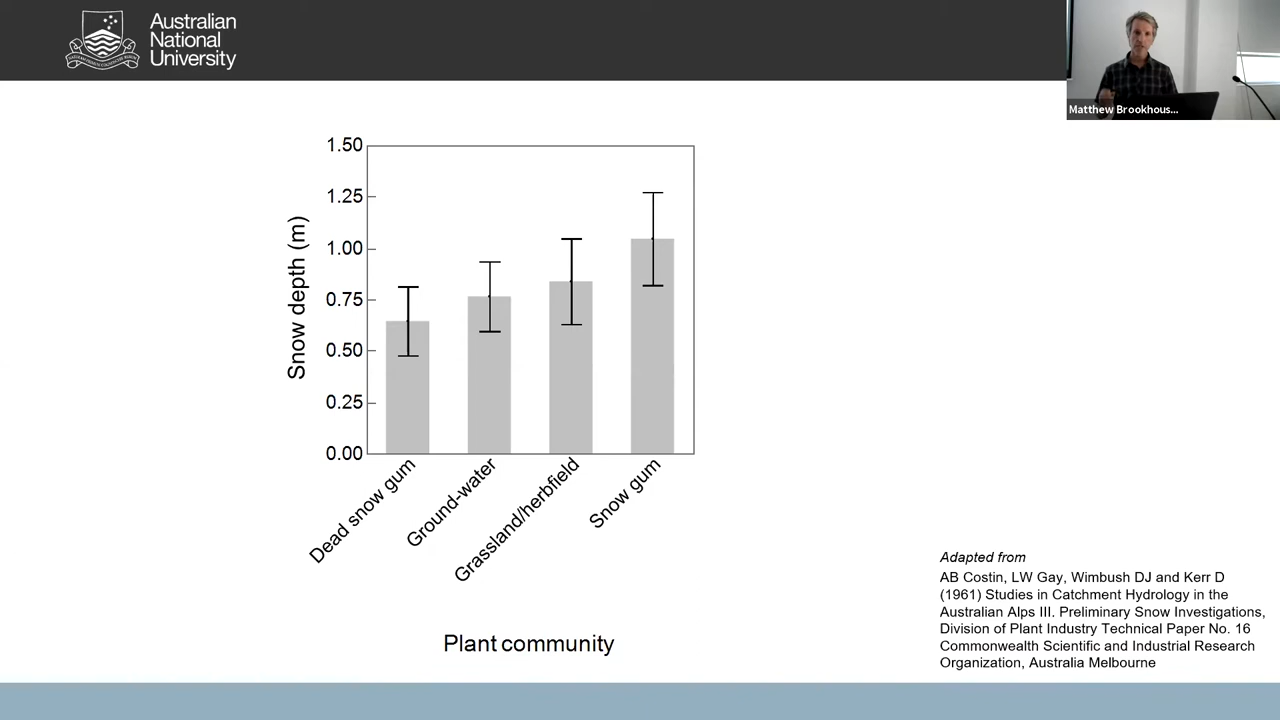 Australian
National
University
Matthew Brookhous...
1.50
1.25
1.00
0.75
0.50
0.25
0.00
Snow depth (m)
Dead snow gum
Ground-water
Grassland/herbfield
Snow gum
Plant community
Adapted from
AB Costin, LW Gay, Wimbush DJ and Kerr D
(1961) Studies in Catchment Hydrology in the
Australian Alps III. Preliminary Snow Investigations,
Division of Plant Industry Technical Paper No. 16
Commonwealth Scientific and Industrial Research
Organization, Australia Melbourne